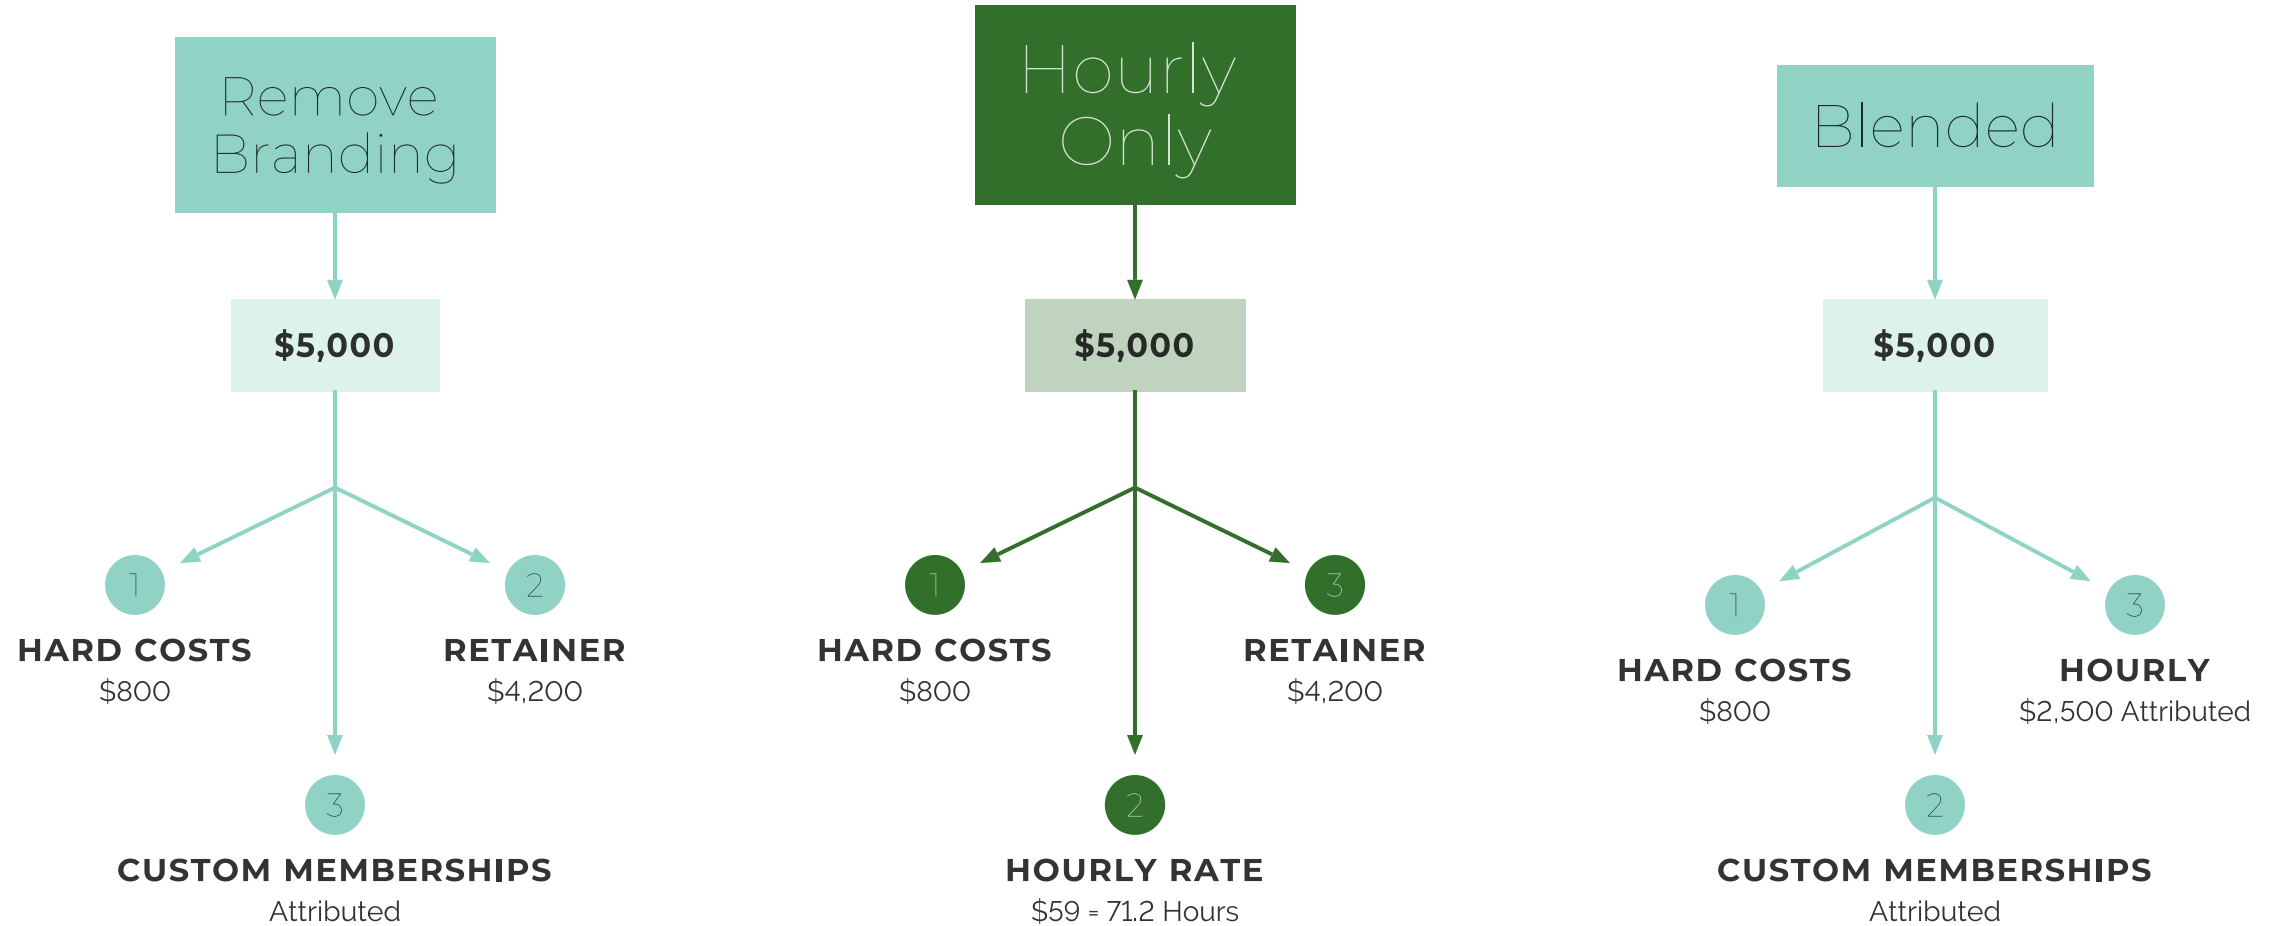 Remove
Branding
$5,000
1
HARD COSTS
$800
2
RETAINER
$4,200
3
CUSTOM MEMBERSHIPS
Attributed
Hourly
Only
$5,000
1
HARD COSTS
$800
3
RETAINER
$4,200
2
HOURLY RATE
$59 = 71.2 Hours
Blended
$5,000
1
HARD COSTS
$800
3
HOURLY
$2,500 Attributed
2
CUSTOM MEMBERSHIPS
Attributed